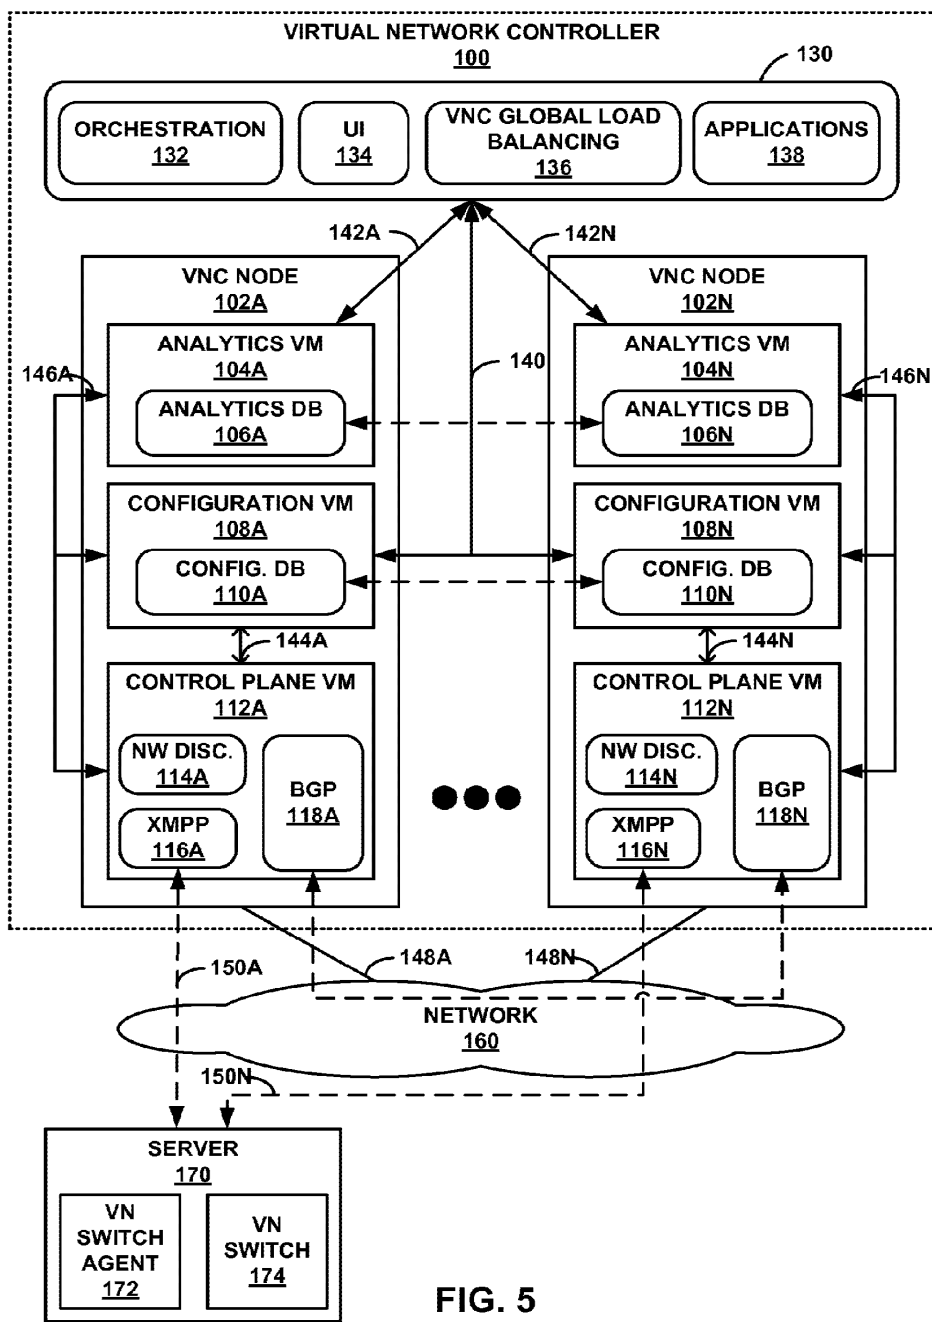 VIRTUAL NETWORK CONTROLLER
100
130
ORCHESTRATION
132
UI
134
VNC GLOBAL LOAD
BALANCING
136
APPLICATIONS
138
142A
142N
VNC NODE
102A
VNC NODE
102N
ANALYTICS VM
104A
ANALYTICS VM
104N
146A
140
146N
ANALYTICS DB
106A
ANALYTICS DB
106N
CONFIGURATION VM
108A
CONFIGURATION VM
108N
CONFIG. DB
110A
CONFIG. DB
110N
144A
144N
CONTROL PLANE VM
112A
CONTROL PLANE VM
112N
NW DISC.
114A
BGP
118A
XMPP
116A
NW DISC.
114N
BGP
118N
XMPP
116N
150A
148A
148N
NETWORK
160
150N
SERVER
170
VN
SWITCH
AGENT
172
VN
SWITCH
174
FIG. 5